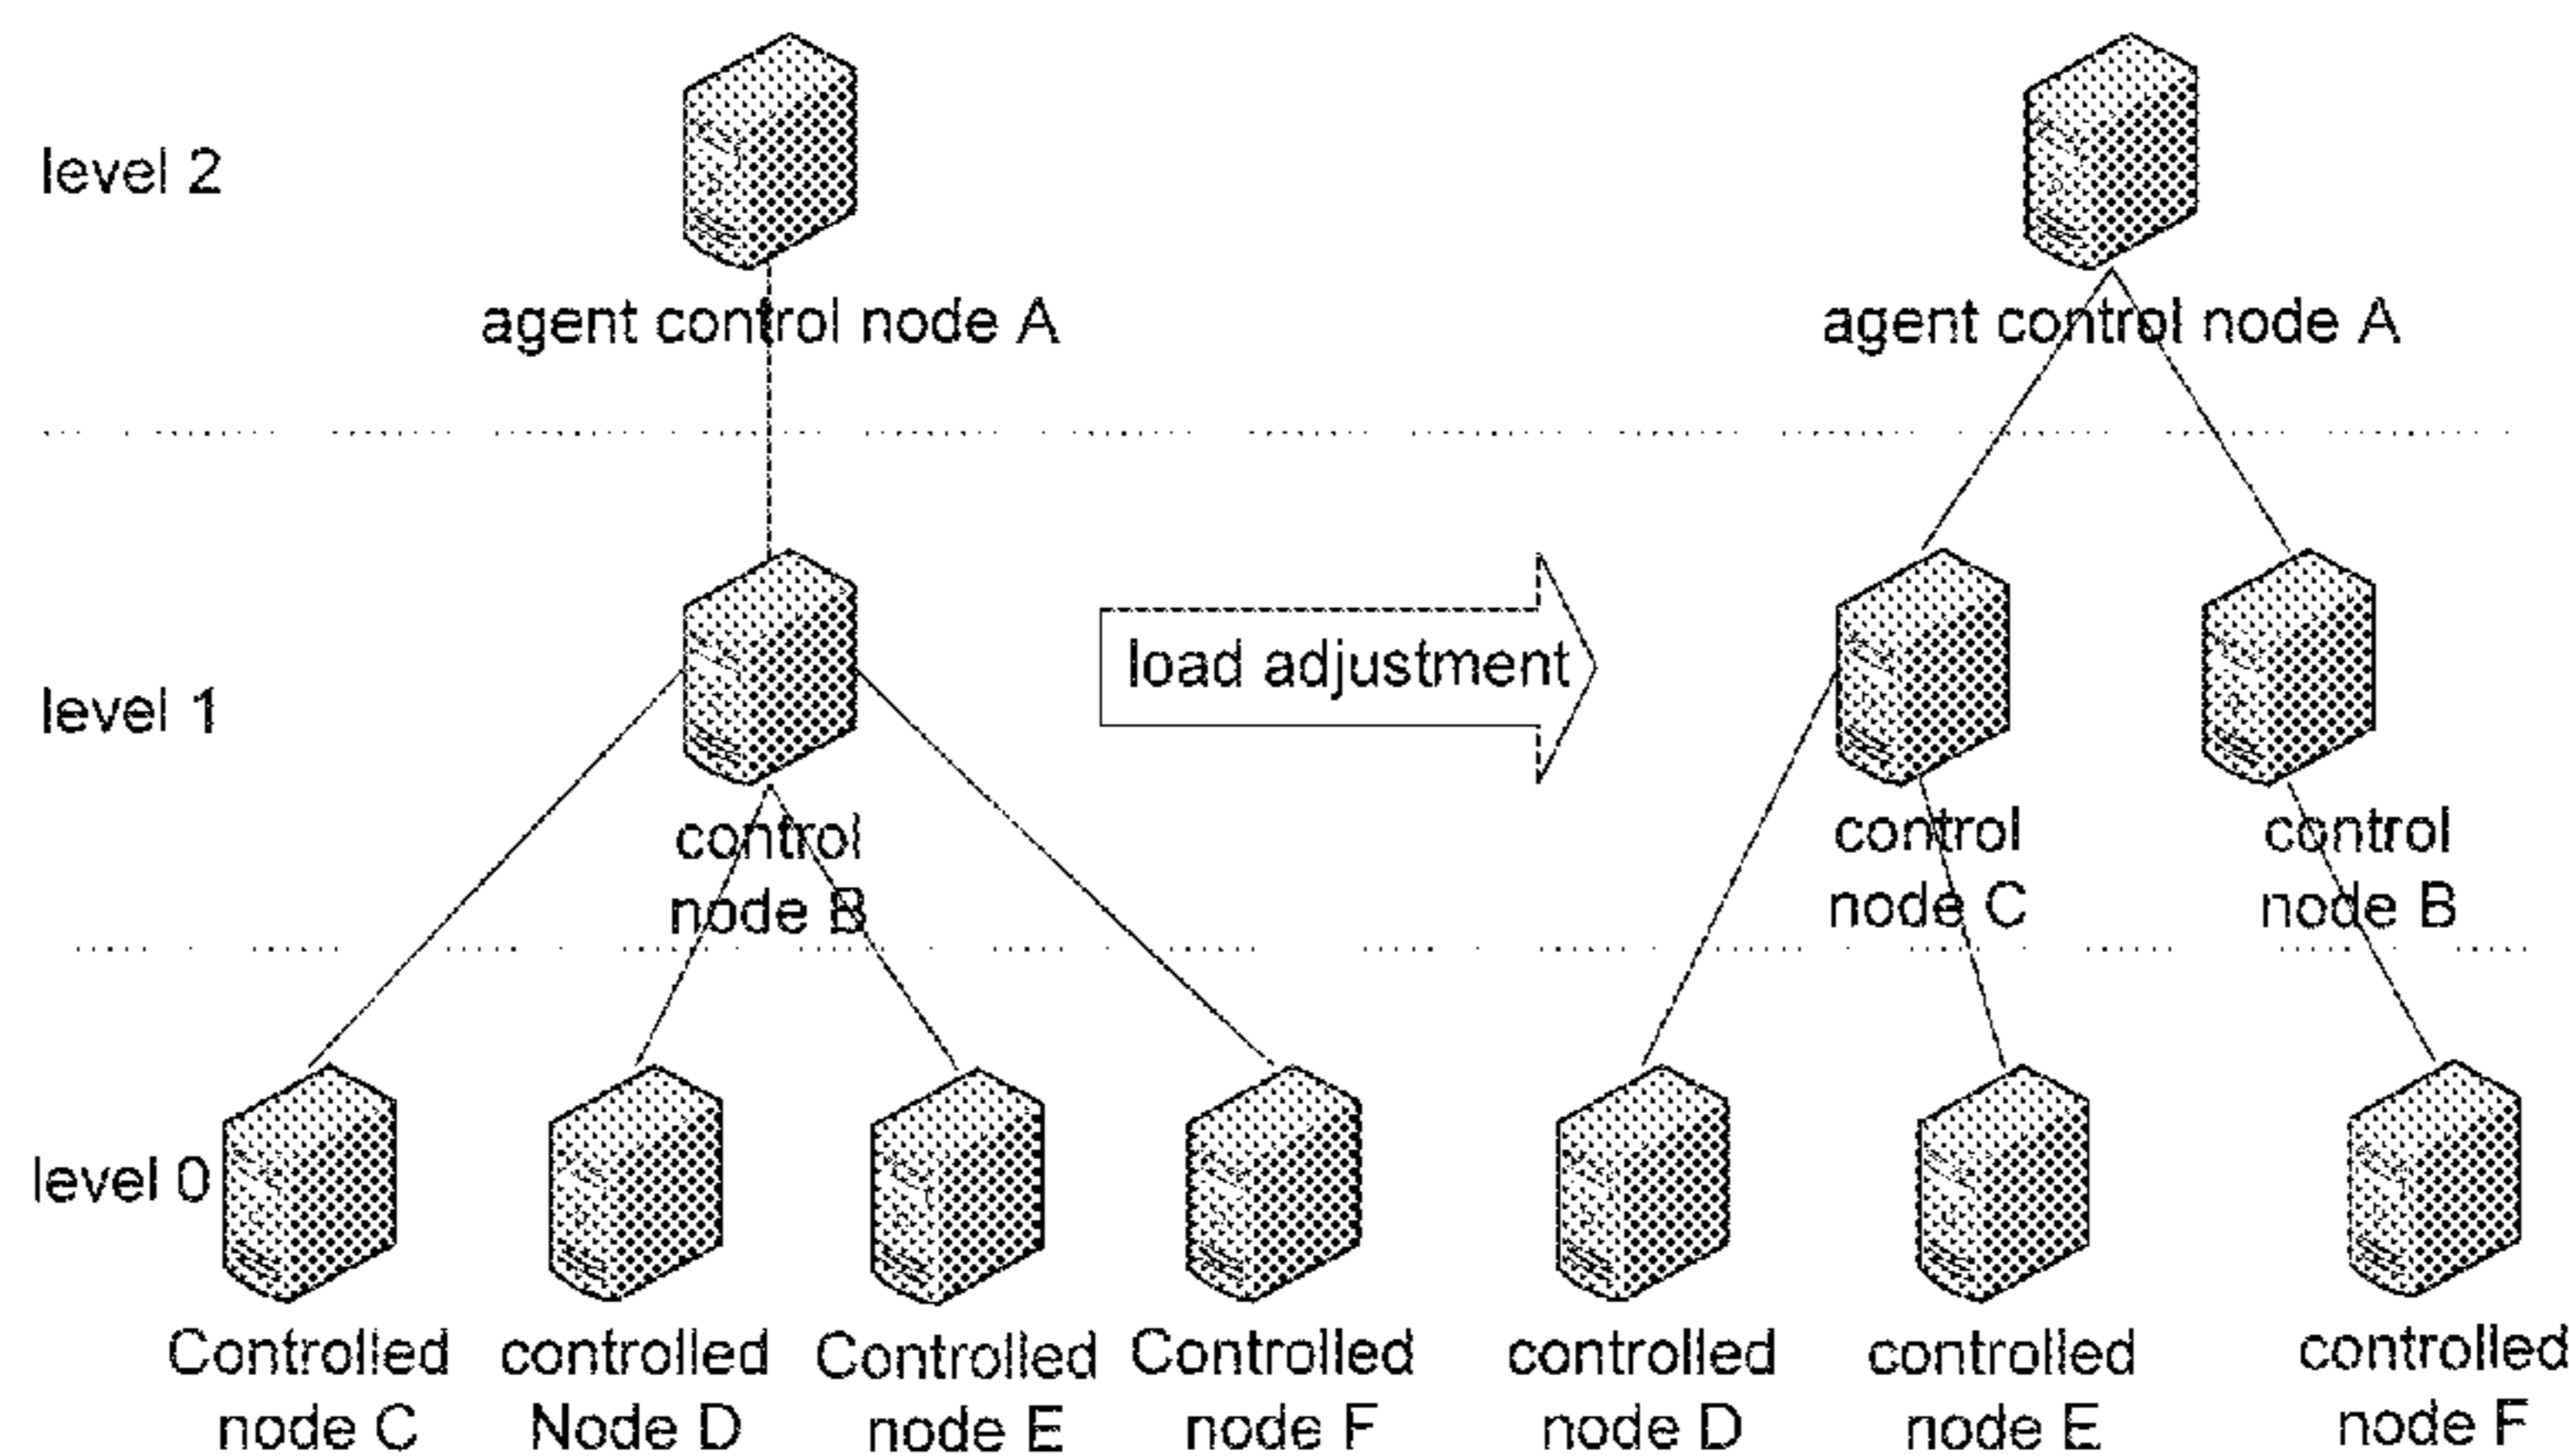 level 2
agent control node A
agent control node A
level 1
load adjustment
control
node B
control
node C
control
node B
level 0
Controlled
node C
controlled
Node D
Controlled
node E
Controlled
node F
controlled
node D
controlled
node E
controlled
node F